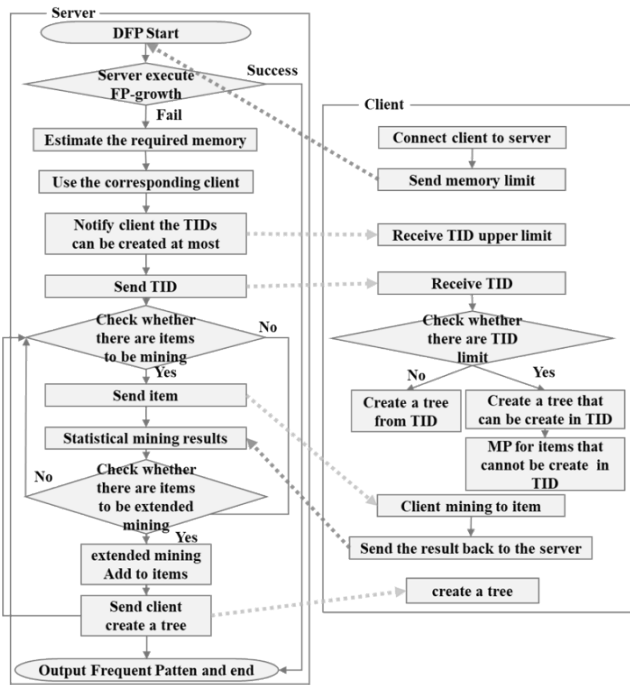 Server
DFP Start
Server execute
FP-growth
Success
Fail
Estimate the required memory
Use the corresponding client
Notify client the TIDs
can be created at most
Send TID
Check whether
there are items
to be mining
No
Yes
Send item
Statistical mining results
Check whether
there are items
to be extended
mining
No
Yes
extended mining
Add to items
Send client
create a tree
Output Frequent Patten and end
Client
Connect client to server
Send memory limit
Receive TID upper limit
Receive TID
Check whether
there are TID
limit
No
Yes
Create a tree
from TID
Create a tree that
can be create in TID
MP for items that
cannot be create in
TID
Client mining to item
Send the result back to the server
create a tree